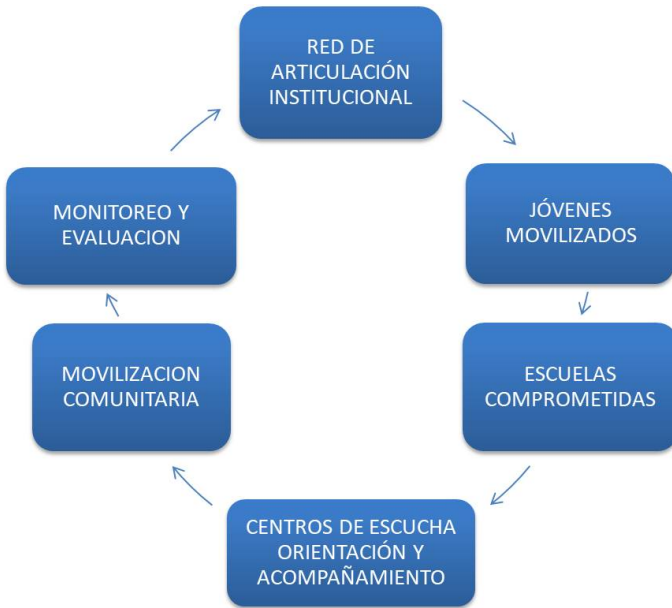 RED DE
ARTICULACIÓN
INSTITUCIONAL
JÓVENES
MOVILIZADOS
ESCUELAS
COMPROMETIDAS
CENTROS DE ESCUCHA
ORIENTACIÓN Y
ACOMPAÑAMIENTO
MOVILIZACION
COMUNITARIA
MONITOREO Y
EVALUACION